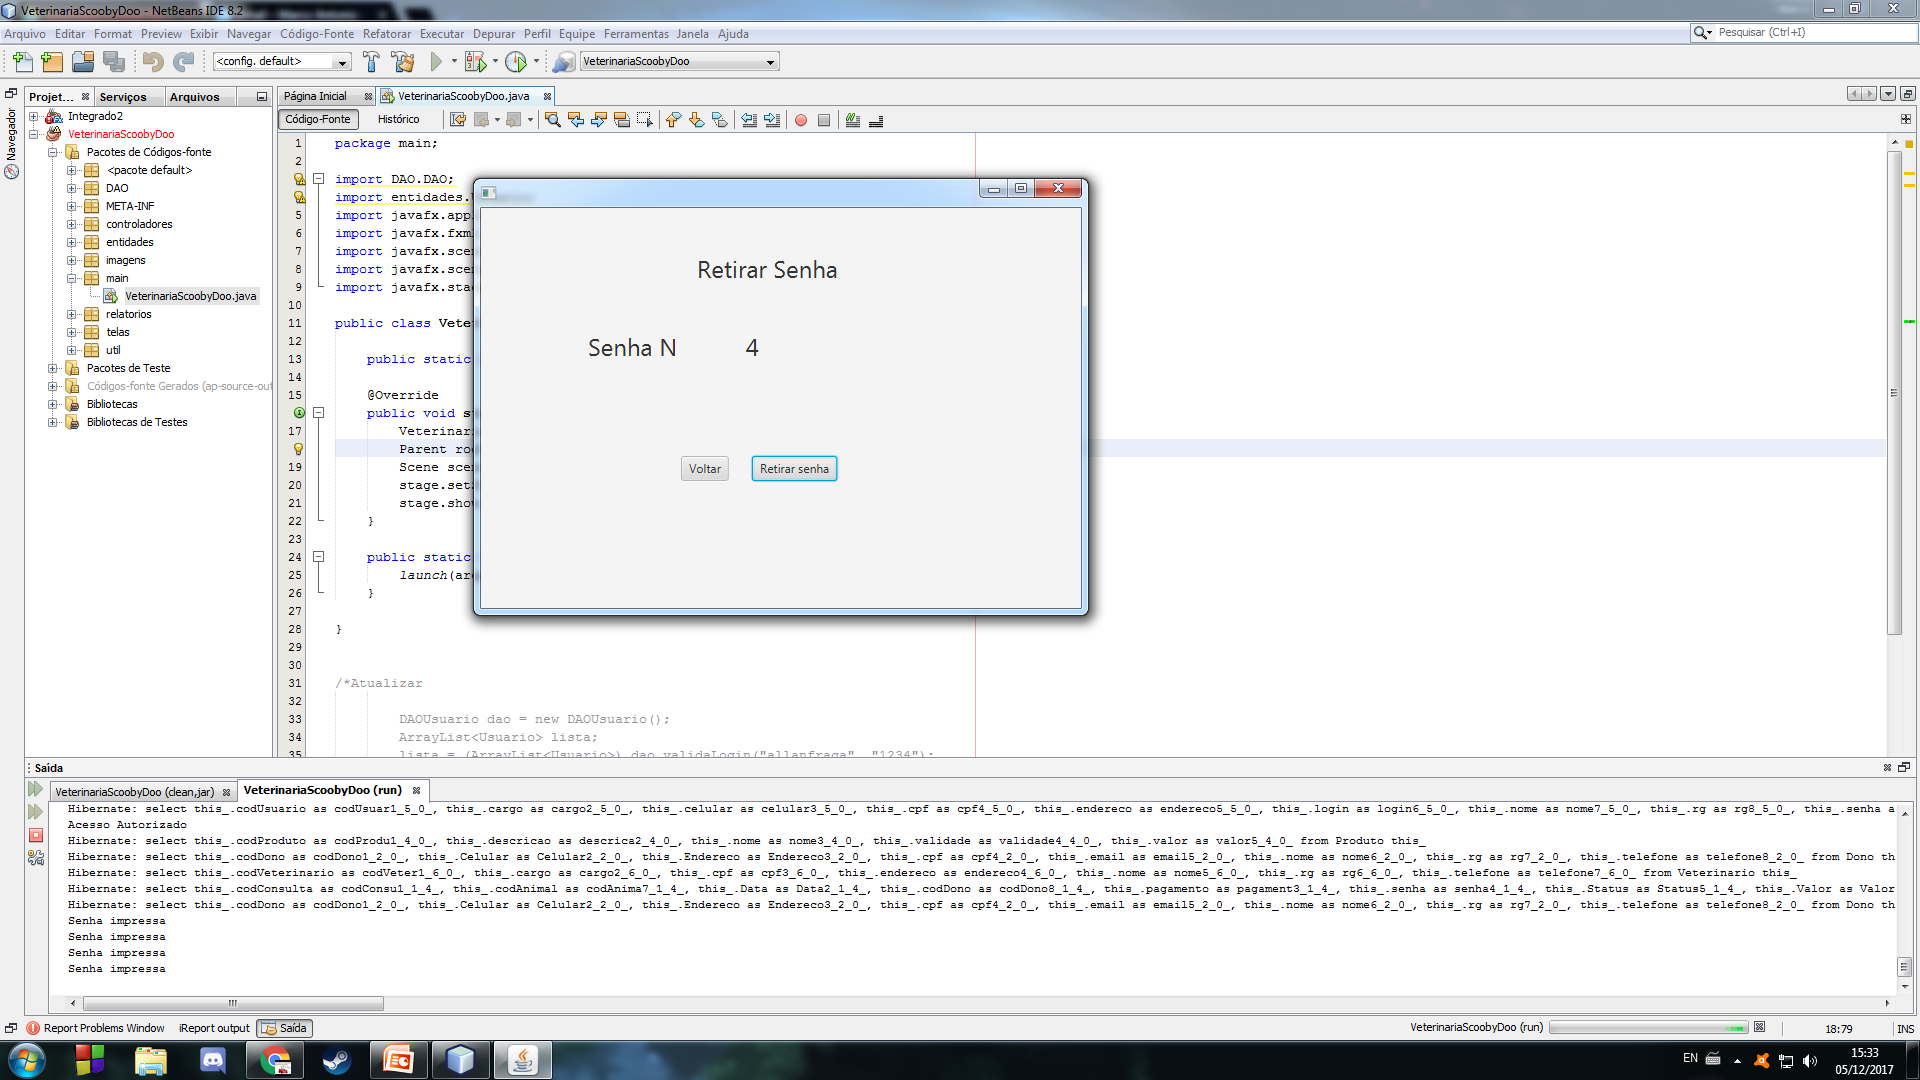 VeterinariaScoobyDoo - NetBeans IDE 8.2
Arquivo Editar Format Preview Exibir Navegar Código-Fonte Refatorar Executar Depurar Perfil Equipe Ferramentas Janela Ajuda
Pesquisar (Ctrl+I)
<config. default>
VeterinariaScoobyDoo
Navegador
Projet... Serviços Arquivos
Integrado2
VeterinariaScoobyDoo
Pacotes de Códigos-fonte
<pacote default>
DAO
META-INF
controladores
entidades
imagens
main
VeterinariaScoobyDoo.java
relatorios
telas
util
Pacotes de Teste
Códigos-fonte Gerados (ap-source-out
Bibliotecas
Bibliotecas de Testes
Página Inicial VeterinariaScoobyDoo.java
Código-Fonte Histórico
1 package main;
2
import DAO.DAO;
import entidades.
5 import javafx.app
6 import javafx.fxm
7 import javafx.sce
8 import javafx.sce
9 import javafx.sta
10
11 public class Vete
12
13 public static
14
15 @Override
public void s
17 Veterinar
Parent ro
19 Scene sce
20 stage.set
21 stage.sho
22 }
23
24 public static
25 launch(ar
26 }
27
28 }
29
30
31 /*Atualizar
32
33 DAOUsuario dao = new DAOUsuario();
34 ArrayList<Usuario> lista;
35 lista = (ArrayList<Usuario>) dao.validaLogin("allanfraga", "1234");
Retirar Senha
Senha N 4
Voltar Retirar senha
Saída
VeterinariaScoobyDoo (clean,jar) VeterinariaScoobyDoo (run)
Hibernate: select this_.codUsuario as codUsuar1_5_0_, this_.cargo as cargo2_5_0_, this_.celular as celular3_5_0_, this_.cpf as cpf4_5_0_, this_.endereco as endereco5_5_0_, this_.login as login6_5_0_, this_.nome as nome7_5_0_, this_.rg as rg8_5_0_, this_.senha a
Acesso Autorizado
Hibernate: select this_.codProduto as codProdu1_4_0_, this_.descricao as descrica2_4_0_, this_.nome as nome3_4_0_, this_.validade as validade4_4_0_, this_.valor as valor5_4_0_ from Produto this_
Hibernate: select this_.codDono as codDono1_2_0_, this_.Celular as Celular2_2_0_, this_.Endereco as Endereco3_2_0_, this_.cpf as cpf4_2_0_, this_.email as email5_2_0_, this_.nome as nome6_2_0_, this_.rg as rg7_2_0_, this_.telefone as telefone8_2_0_ from Dono th
Hibernate: select this_.codVeterinario as codVeter1_6_0_, this_.cargo as cargo2_6_0_, this_.cpf as cpf3_6_0_, this_.endereco as endereco4_6_0_, this_.nome as nome5_6_0_, this_.rg as rg6_6_0_, this_.telefone as telefone7_6_0_ from Veterinario this_
Hibernate: select this_.codConsulta as codConsu1_1_4_, this_.codAnimal as codAnima7_1_4_, this_.Data as Data2_1_4_, this_.codDono as codDono8_1_4_, this_.pagamento as pagament3_1_4_, this_.senha as senha4_1_4_, this_.Status as Status5_1_4_, this_.Valor as Valor
Hibernate: select this_.codDono as codDono1_2_0_, this_.Celular as Celular2_2_0_, this_.Endereco as Endereco3_2_0_, this_.cpf as cpf4_2_0_, this_.email as email5_2_0_, this_.nome as nome6_2_0_, this_.rg as rg7_2_0_, this_.telefone as telefone8_2_0_ from Dono th
Senha impressa
Senha impressa
Senha impressa
Senha impressa
Report Problems Window iReport output Saída
VeterinariaScoobyDoo (run) 18:79 INS
EN 15:33
05/12/2017